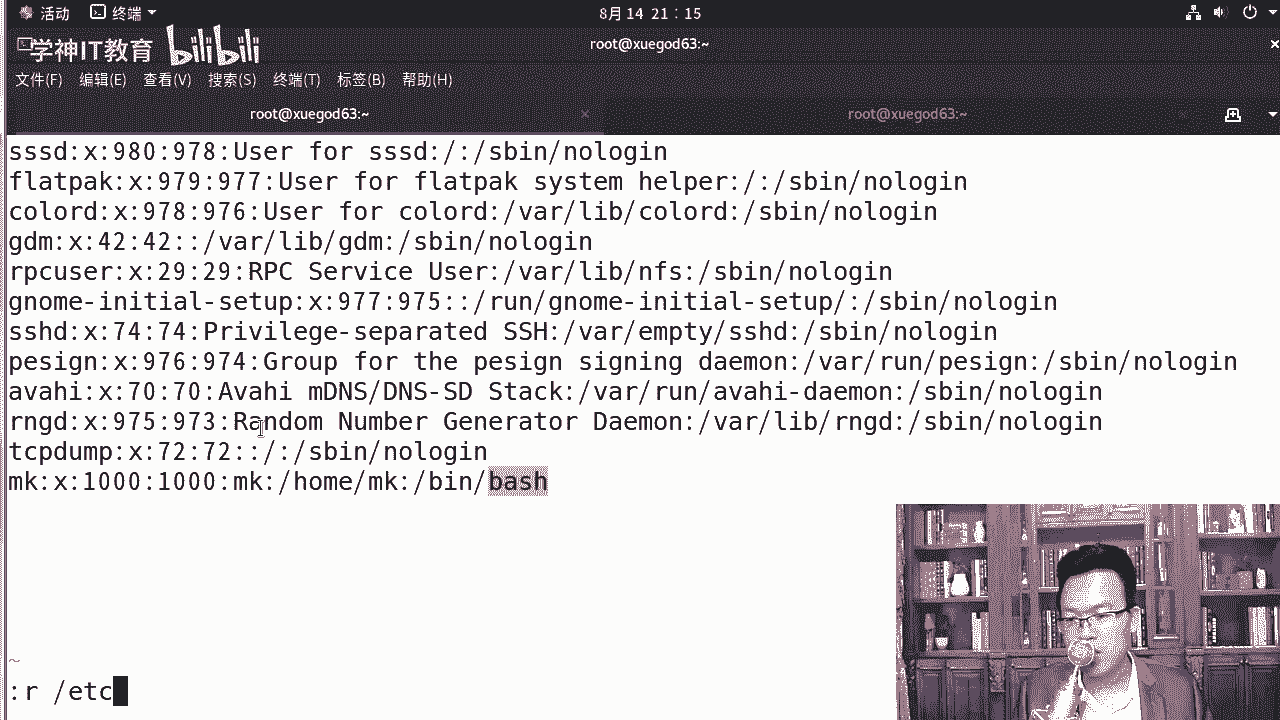 活动 终端 8月 14 21：15
学神IT教育 bilibili
root@xuegod63:~
文件(F) 编辑(E) 查看(V) 搜索(S) 终端(T) 标签(B) 帮助(H)
root@xuegod63:~ root@xuegod63:~
sssd:x:980:978:User for sssd:/:/sbin/nologin
flatpak:x:979:977:User for flatpak system helper:/:/sbin/nologin
colord:x:978:976:User for colord:/var/lib/colord:/sbin/nologin
gdm:x:42:42::/var/lib/gdm:/sbin/nologin
rpcuser:x:29:29:RPC Service User:/var/lib/nfs:/sbin/nologin
gnome-initial-setup:x:977:975::/run/gnome-initial-setup/:/sbin/nologin
sshd:x:74:74:Privilege-separated SSH:/var/empty/sshd:/sbin/nologin
pesign:x:976:974:Group for the pesign signing daemon:/var/run/pesign:/sbin/nologin
avahi:x:70:70:Avahi mDNS/DNS-SD Stack:/var/run/avahi-daemon:/sbin/nologin
rngd:x:975:973:Random Number Generator Daemon:/var/lib/rngd:/sbin/nologin
tcpdump:x:72:72::/:/sbin/nologin
mk:x:1000:1000:mk:/home/mk:/bin/bash
~
:r /etc